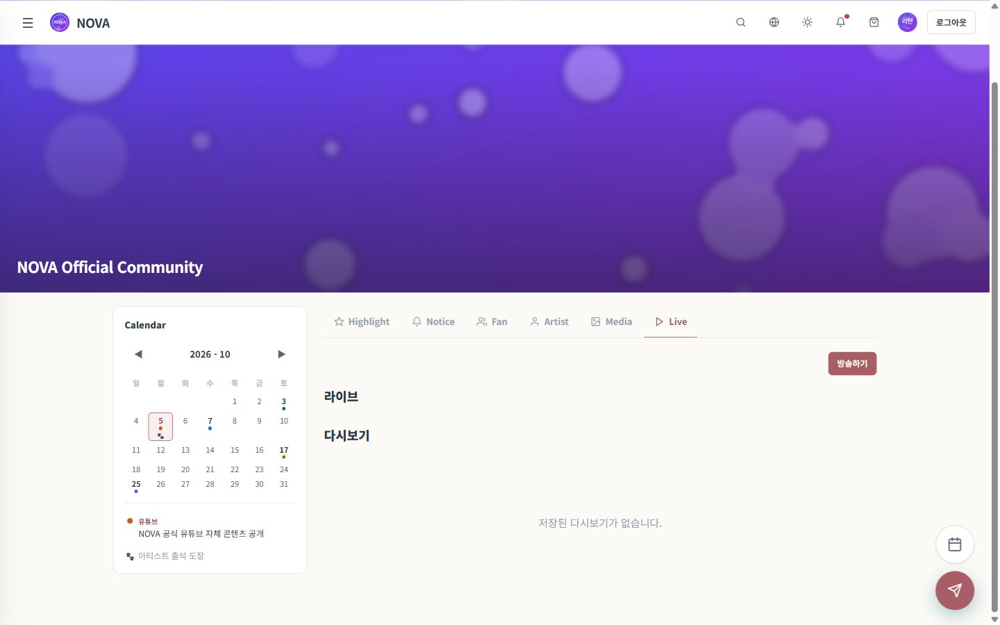 NOVA
NOVA
리안
로그아웃
NOVA Official Community
Calendar
◀ 2026 - 10 ▶
일 월 화 수 목 금 토
1 2 3
4 5 6 7 8 9 10
11 12 13 14 15 16 17
18 19 20 21 22 23 24
25 26 27 28 29 30 31
유튜브
NOVA 공식 유튜브 자체 콘텐츠 공개
아티스트 출석 도장
Highlight Notice Fan Artist Media Live
방송하기
라이브
다시보기
저장된 다시보기가 없습니다.